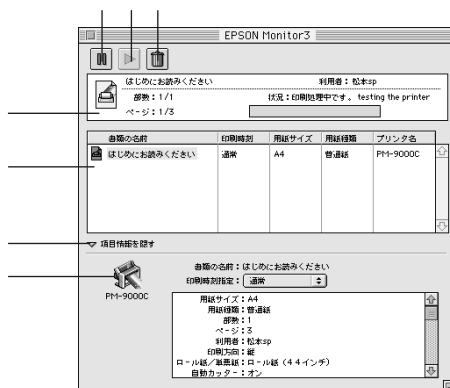 EPSON Monitor3
はじめにお読みください 利用者：松本sp
部数：1/1 状況：印刷処理中です。 testing the printer
ページ：1/3
書類の名前 印刷時刻 用紙サイズ 用紙種類 プリンタ名
はじめにお読みください 通常 A4 普通紙 PM-9000C
項目情報を隠す
PM-9000C
書類の名前：はじめにお読みください
印刷時刻指定： 通常
用紙サイズ：A4
用紙種類：普通紙
部数：1
ページ：3
利用者：松本sp
印刷方向：縦
ロール紙／単票紙：ロール紙（４４インチ）
自動カッター：オン